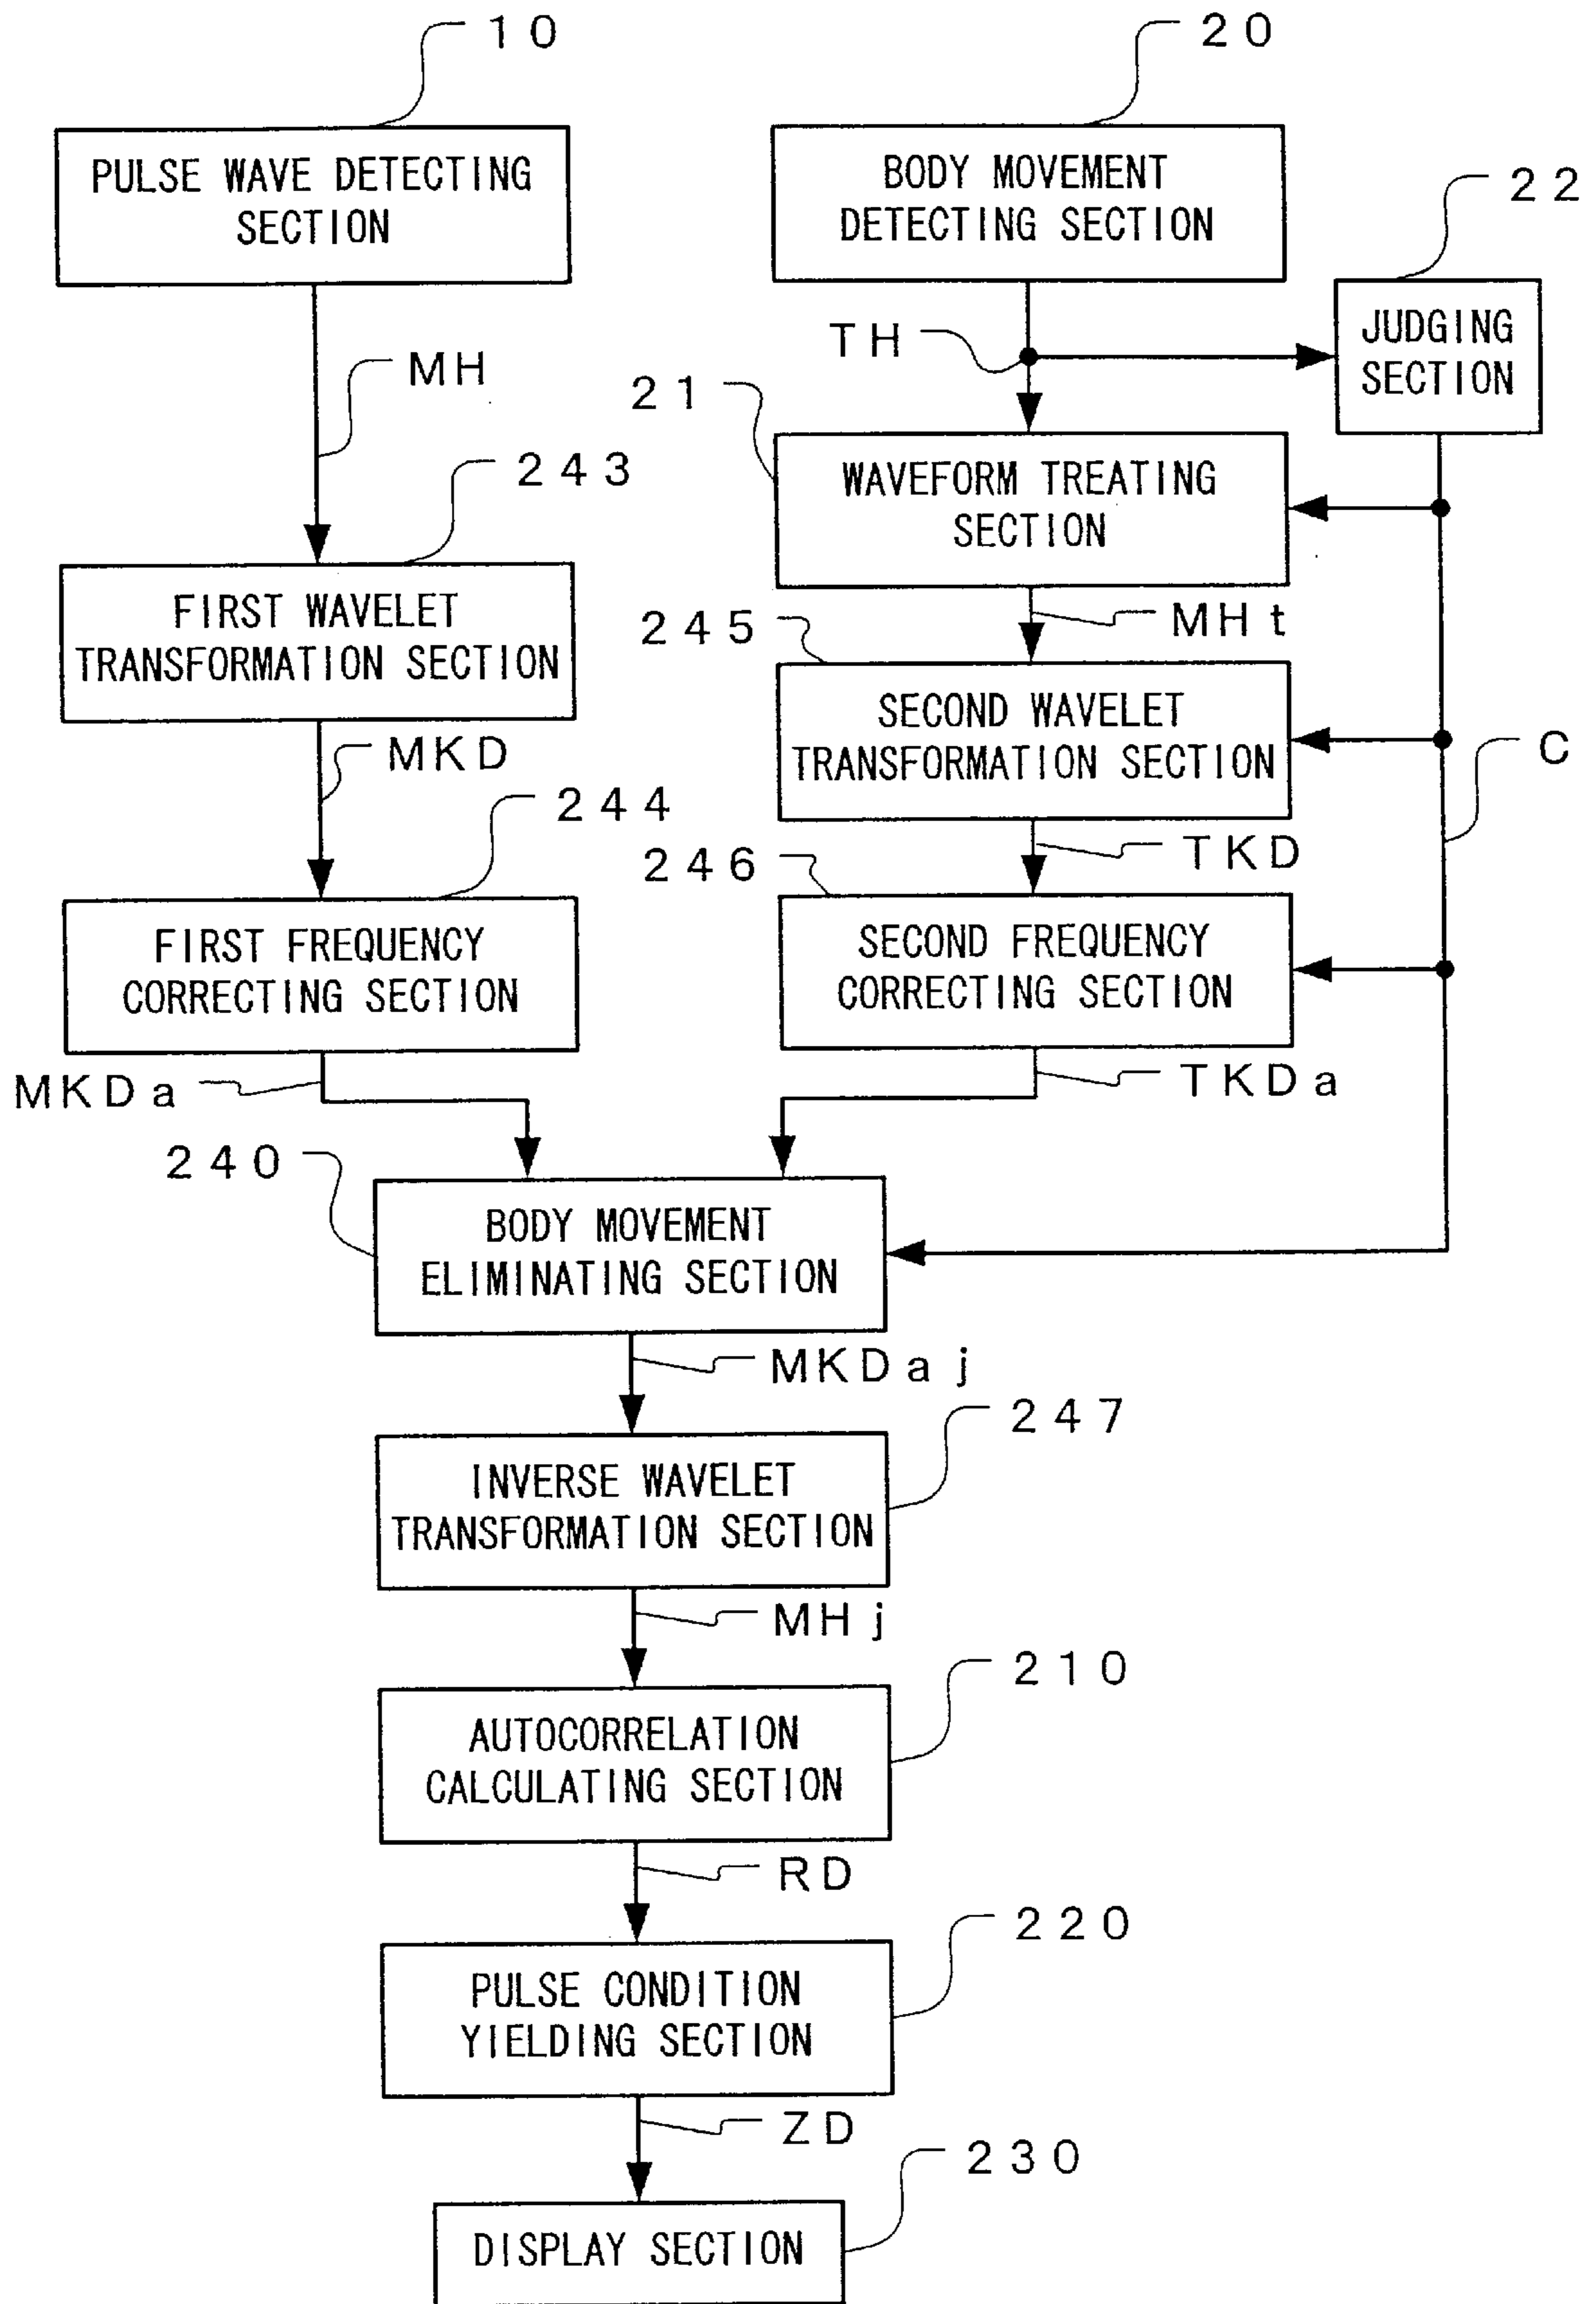 10
20
PULSE WAVE DETECTING
SECTION
BODY MOVEMENT
DETECTING SECTION
22
JUDGING
SECTION
TH
MH
21
WAVEFORM TREATING
SECTION
243
FIRST WAVELET
TRANSFORMATION SECTION
MHt
245
SECOND WAVELET
TRANSFORMATION SECTION
C
MKD
244
TKD
246
FIRST FREQUENCY
CORRECTING SECTION
SECOND FREQUENCY
CORRECTING SECTION
MKDa
TKDa
240
BODY MOVEMENT
ELIMINATING SECTION
MKDaj
247
INVERSE WAVELET
TRANSFORMATION SECTION
MHj
210
AUTOCORRELATION
CALCULATING SECTION
RD
220
PULSE CONDITION
YIELDING SECTION
ZD
230
DISPLAY SECTION